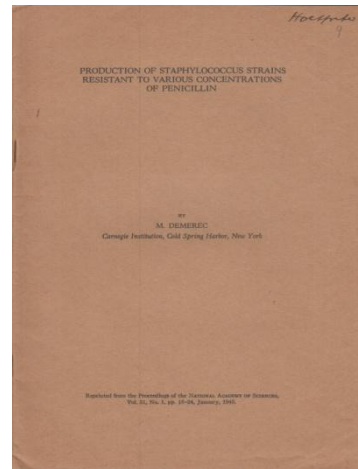 9
PRODUCTION OF STAPHYLOCOCCUS STRAINS
RESISTANT TO VARIOUS CONCENTRATIONS
OF PENICILLIN
BY
M. DEMEREC
Carnegie Institution, Cold Spring Harbor, New York
Reprinted from the Proceedings of the NATIONAL ACADEMY OF SCIENCES,
Vol. 31, No. 1, pp. 16-24, January, 1945.